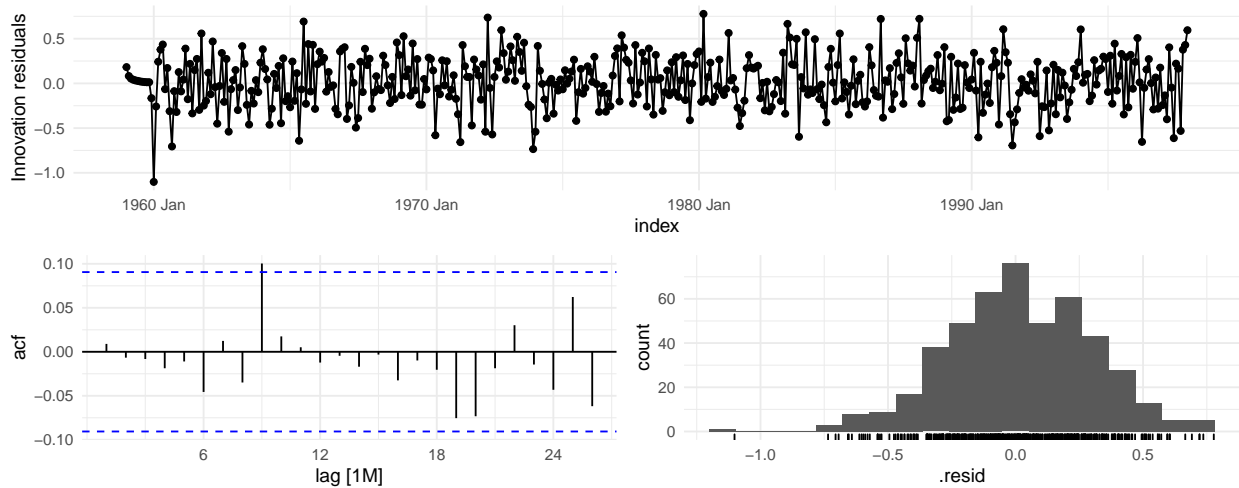 Innovation residuals
0.5
0.0
−0.5
−1.0
1960 Jan
1970 Jan
1980 Jan
1990 Jan
index
acf
0.10
0.05
0.00
−0.05
−0.10
6
12
18
24
lag [1M]
count
60
40
20
0
−1.0
−0.5
0.0
0.5
.resid